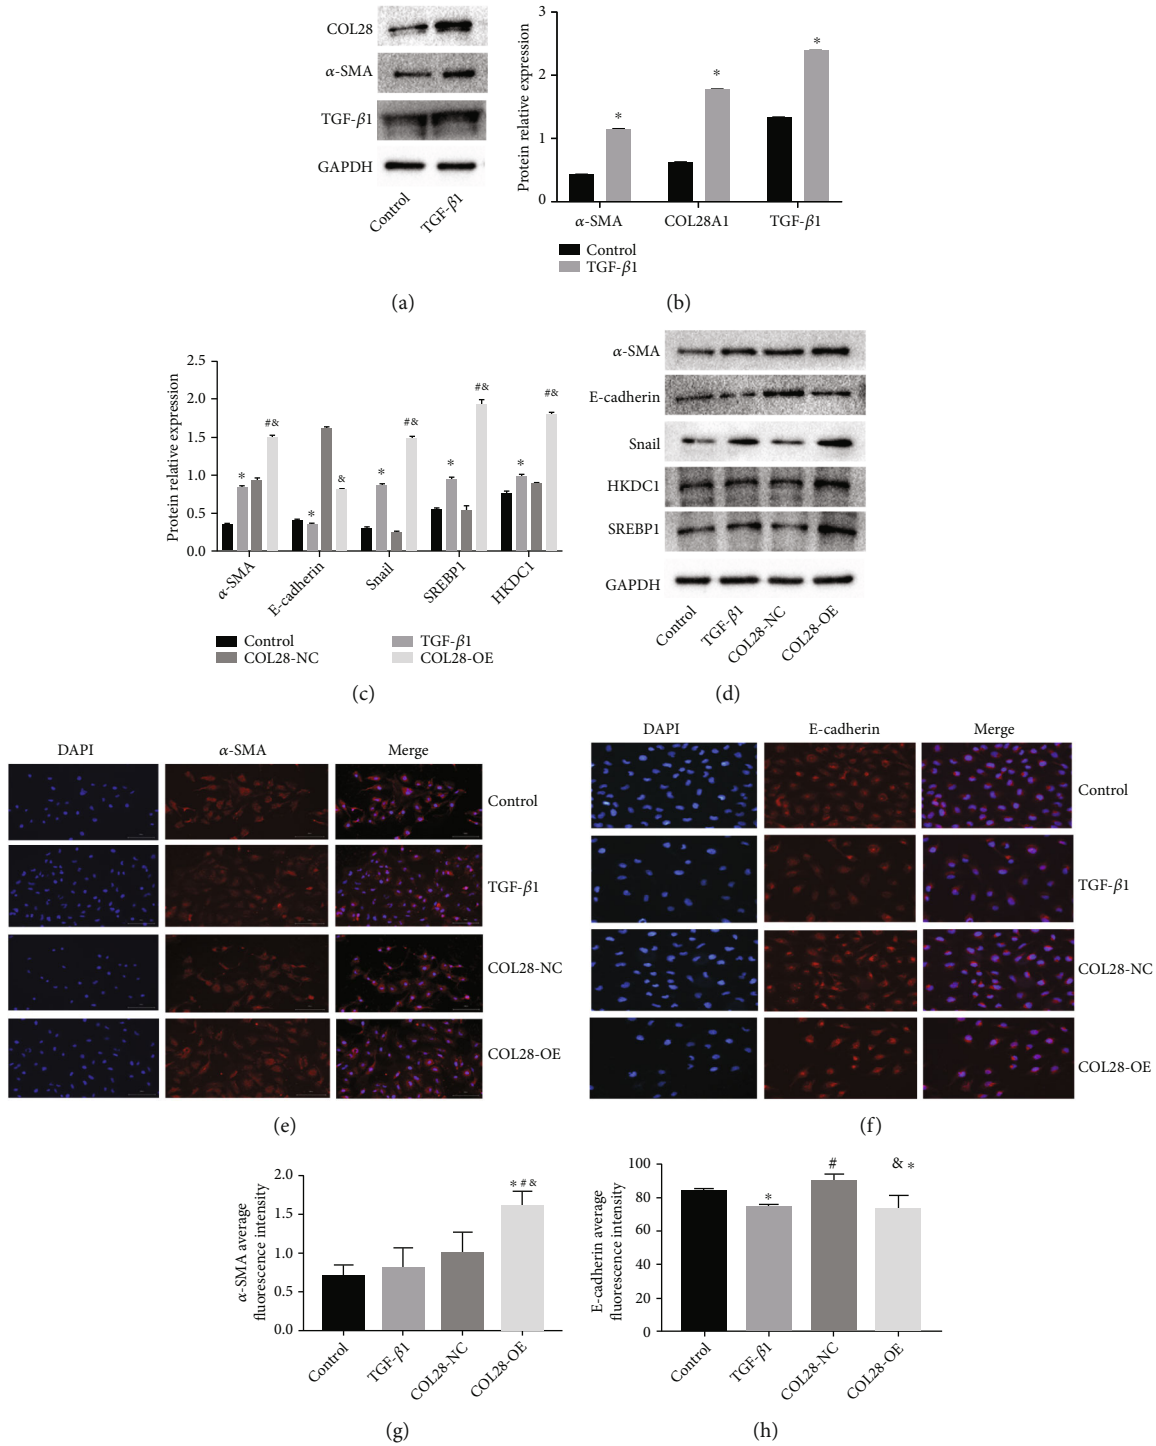 COL28
α-SMA
TGF-β1
GAPDH
Control
TGF-β1
(a)
Protein relative expression
3
2
1
0
*
*
*
α-SMA
COL28A1
TGF-β1
Control
TGF-β1
(b)
Protein relative expression
2.5
2.0
1.5
1.0
0.5
0.0
*
#&
*
&
*
#&
*
#&
*
#&
α-SMA
E-cadherin
Snail
SREBP1
HKDC1
Control
TGF-β1
COL28-NC
COL28-OE
(c)
α-SMA
E-cadherin
Snail
HKDC1
SREBP1
GAPDH
Control
TGF-β1
COL28-NC
COL28-OE
(d)
DAPI
α-SMA
Merge
Control
TGF-β1
COL28-NC
COL28-OE
(e)
DAPI
E-cadherin
Merge
Control
TGF-β1
COL28-NC
COL28-OE
(f)
α-SMA average
fluorescence intensity
2.0
1.5
1.0
0.5
0.0
* # &
Control
TGF-β1
COL28-NC
COL28-OE
(g)
E-cadherin average
fluorescence intensity
100
80
60
40
20
0
*
#
& *
Control
TGF-β1
COL28-NC
COL28-OE
(h)